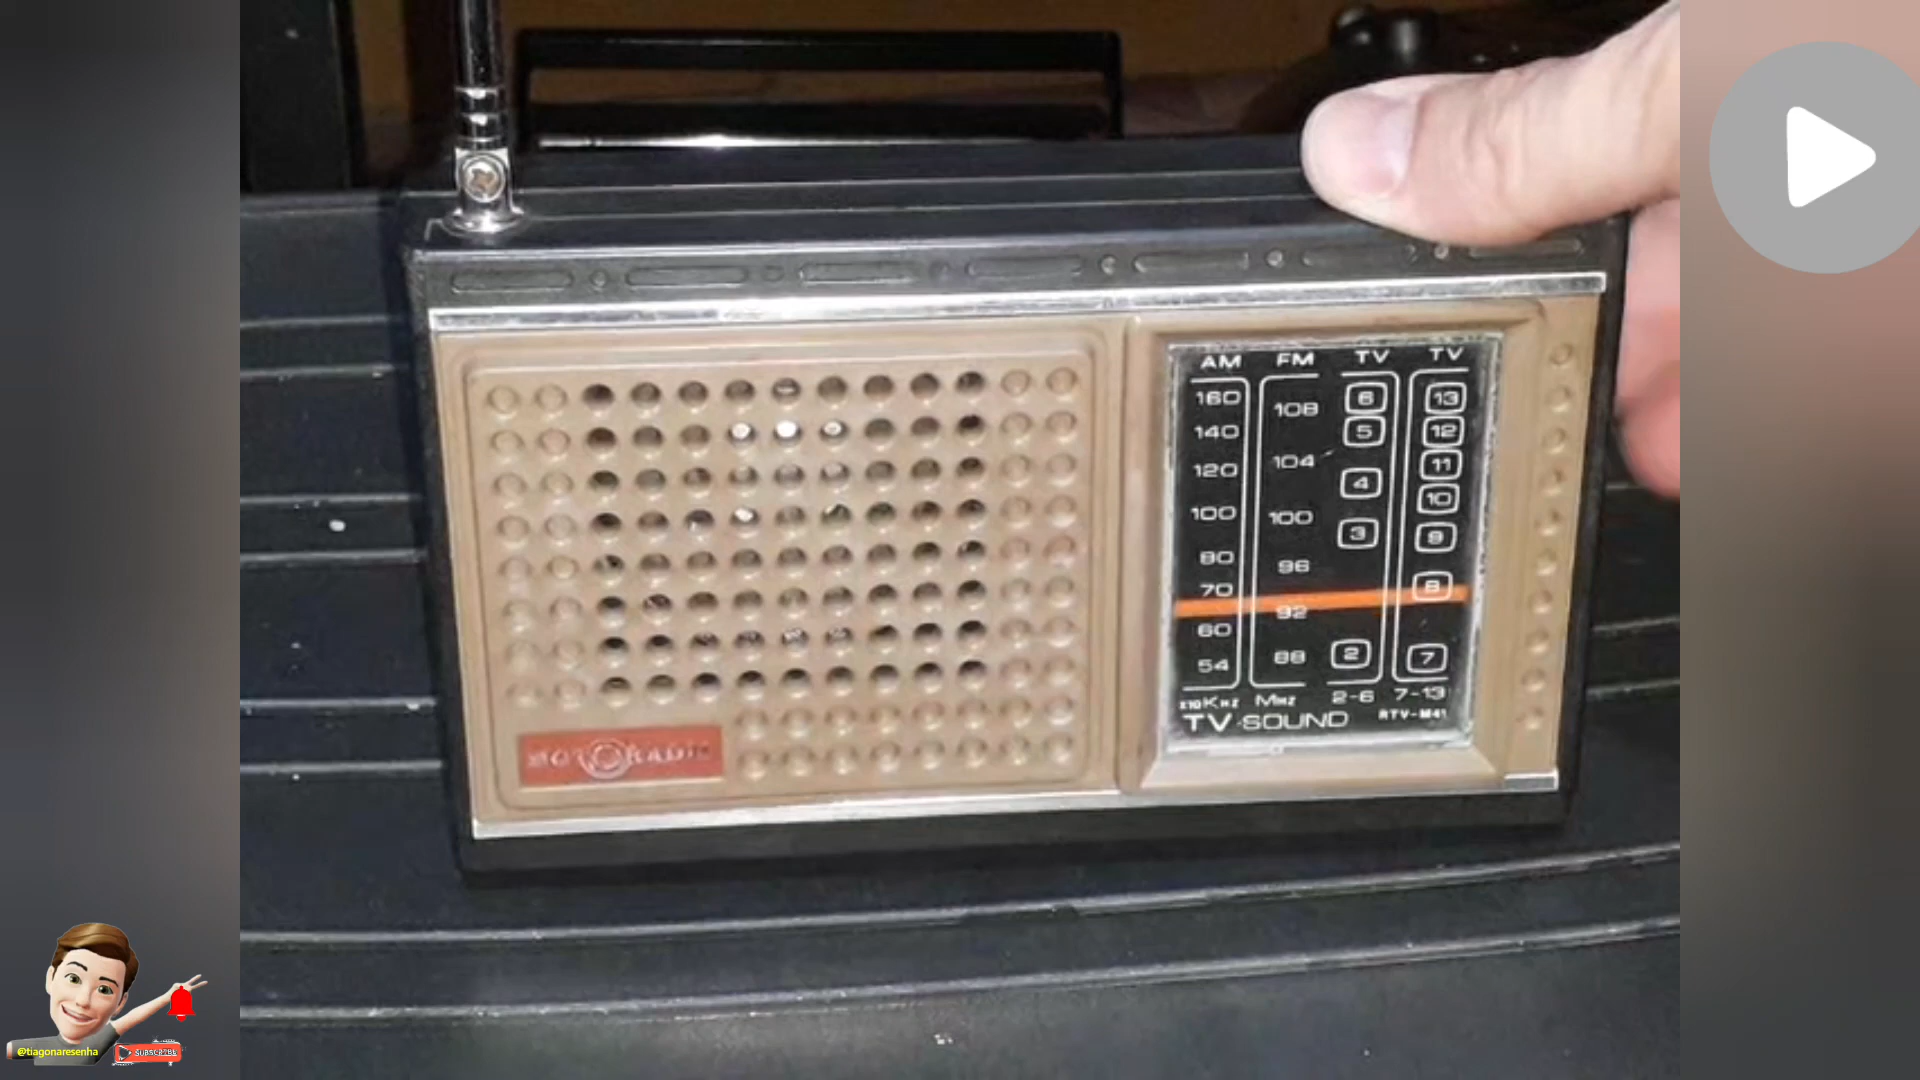 AM FM TV TV
160 108 6 13
140 5 12
120 104 4 11
100 100 3 10
80 96 9
70 92 8
60
54 88 2 7
X10KHZ MHZ 2-6 7-13
TV-SOUND RTV-M41
MOTORADIO
@tiagonaresenha
SUBSCRIBE